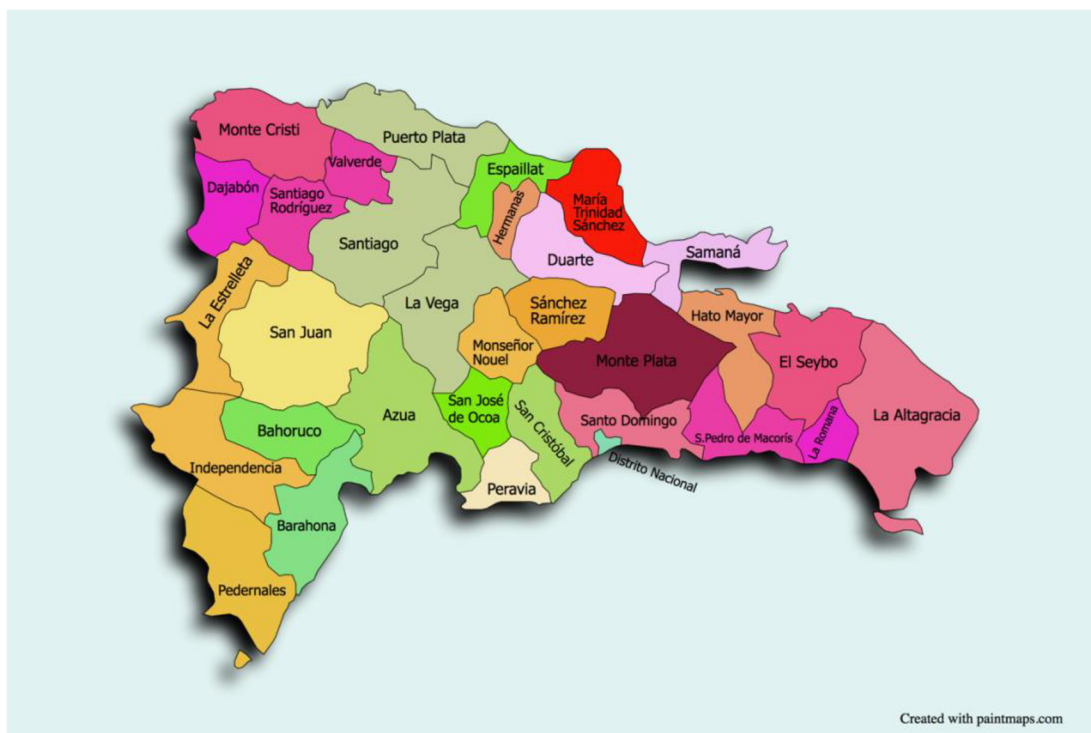 Monte Cristi
Puerto Plata
Valverde
Espaillat
Dajabón
Santiago
Rodríguez
Hermanas
María
Trinidad
Sánchez
Santiago
Duarte
Samaná
La Estrelleta
La Vega
Sánchez
Ramírez
Hato Mayor
San Juan
Monseñor
Nouel
Monte Plata
El Seybo
San José
de Ocoa
San Cristóbal
Azua
Santo Domingo
La Altagracia
Bahoruco
S.Pedro de Macorís
La Romana
Independencia
Distrito Nacional
Peravia
Barahona
Pedernales
Created with paintmaps.com